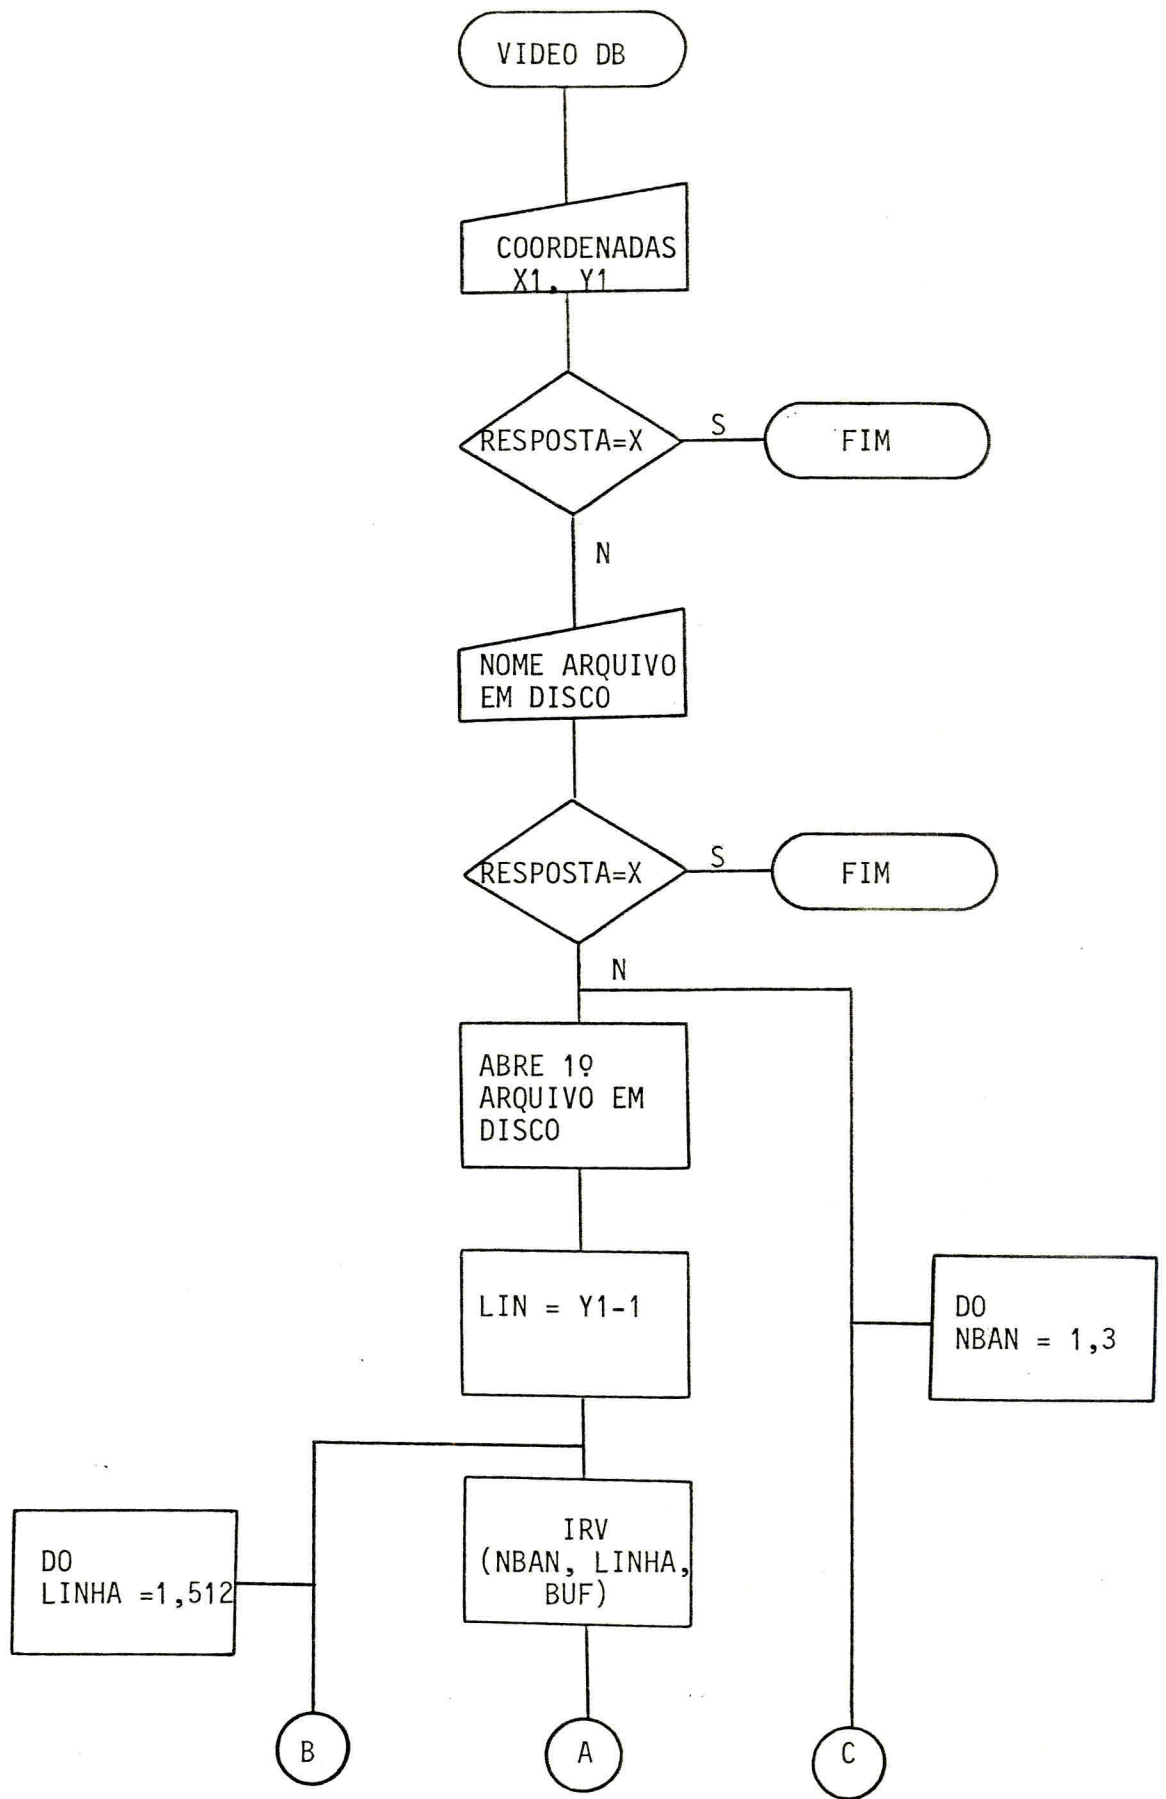 VIDEO DB
COORDENADAS
X1, Y1
RESPOSTA=X
S
FIM
N
NOME ARQUIVO
EM DISCO
RESPOSTA=X
S
FIM
N
ABRE 1º
ARQUIVO EM
DISCO
LIN = Y1-1
DO
NBAN = 1,3
IRV
(NBAN, LINHA,
BUF)
DO
LINHA =1,512
B
A
C